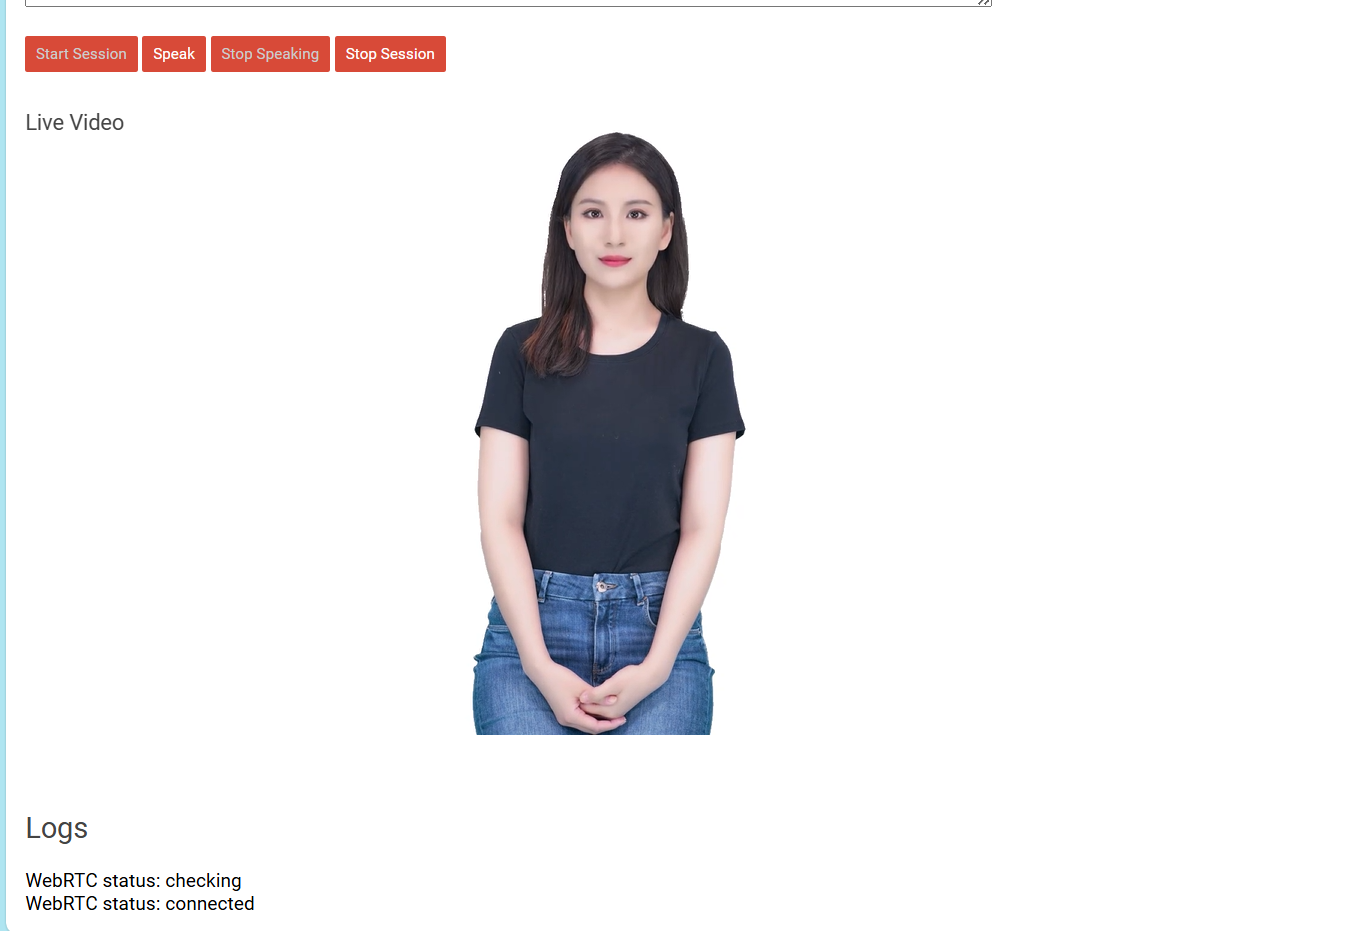 Start Session Speak Stop Speaking Stop Session
Live Video
Logs
WebRTC status: checking
WebRTC status: connected